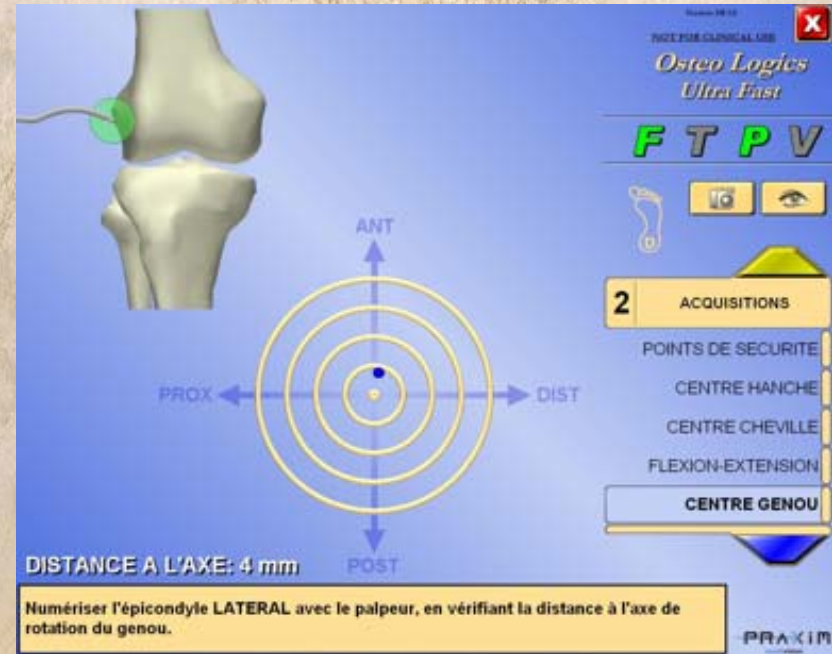 NOT FOR CLINICAL USE
Osteo Logics
Ultra Fast
F T P V
D
ANT
2 ACQUISITIONS
POINTS DE SECURITE
CENTRE HANCHE
PROX
DIST
CENTRE CHEVILLE
FLEXION-EXTENSION
CENTRE GENOU
DISTANCE A L'AXE: 4 mm
POST
Numériser l'épicondyle LATERAL avec le palpeur, en vérifiant la distance à l'axe de
rotation du genou.
PRAXIM